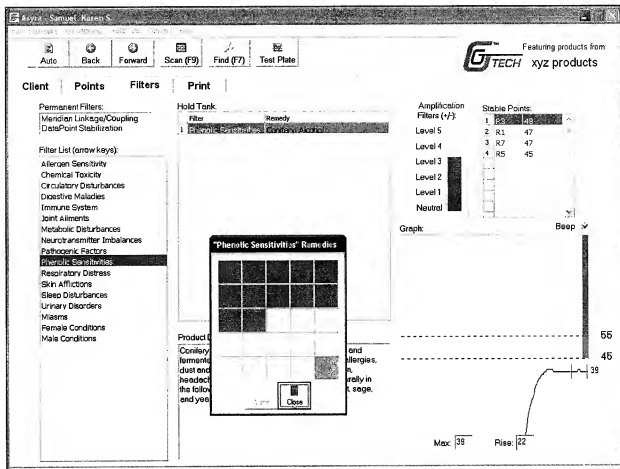 Asyra - Samuel, Karen S.
Auto
Back
Forward
Scan (F9)
Find (F7)
Test Plate
G TECH
Featuring products from
xyz products
Client
Points
Filters
Print
Permanent Filters:
Meridian Linkage/Coupling
DataPoint Stabilization
Filter List (arrow keys):
Allergen Sensitivity
Chemical Toxicity
Circulatory Disturbances
Digestive Maladies
Immune System
Joint Ailments
Metabolic Disturbances
Neurotransmitter Imbalances
Pathogenic Factors
Phenolic Sensitivities
Respiratory Distress
Skin Afflictions
Sleep Disturbances
Urinary Disorders
Miasms
Female Conditions
Male Conditions
Hold Tank:
Filter Remedy
1 Phenolic Sensitivities Coniferyl Alcohol
Amplification
Filters (+/-):
Level 5
Level 4
Level 3
Level 2
Level 1
Neutral
Stable Points:
1 R3 48
2 R1 47
3 R7 47
4 R5 45
Graph:
Beep
55
45
39
Max: 39
Rise: 22
"Phenolic Sensitivities" Remedies
Close
Product D
Conifery and
ferment llergies,
dust and n,
headach rally in
the follow t, sage,
and yea